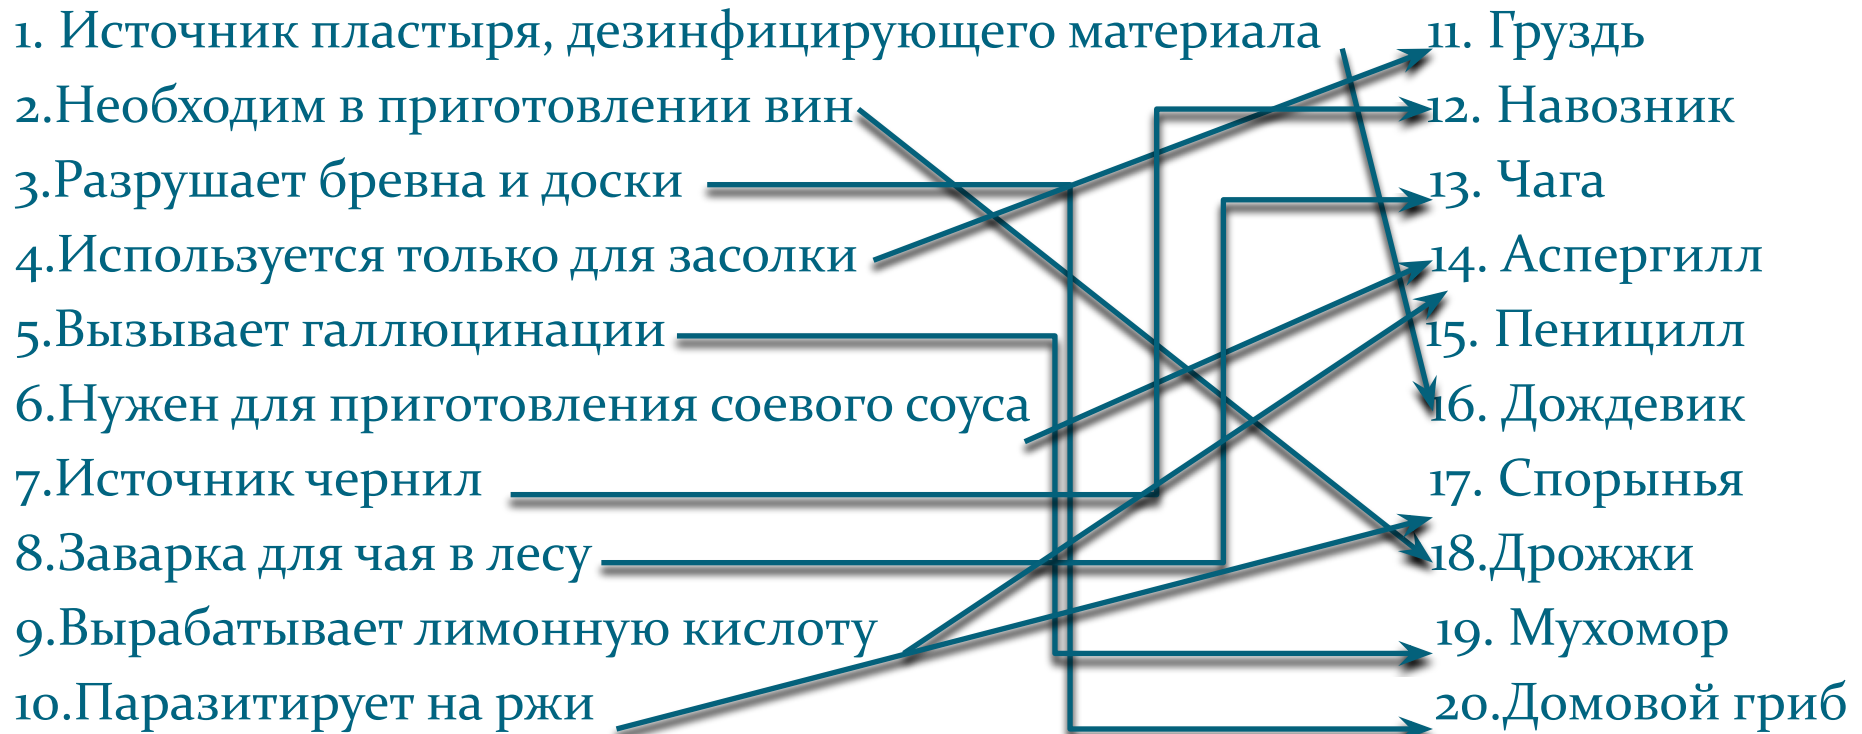 1. Источник пластыря, дезинфицирующего материала
2.Необходим в приготовлении вин
3.Разрушает бревна и доски
4.Используется только для засолки
5.Вызывает галлюцинации
6.Нужен для приготовления соевого соуса
7.Источник чернил
8.Заварка для чая в лесу
9.Вырабатывает лимонную кислоту
10.Паразитирует на ржи
11. Груздь
12. Навозник
13. Чага
14. Аспергилл
15. Пеницилл
16. Дождевик
17. Спорынья
18.Дрожжи
19. Мухомор
20.Домовой гриб